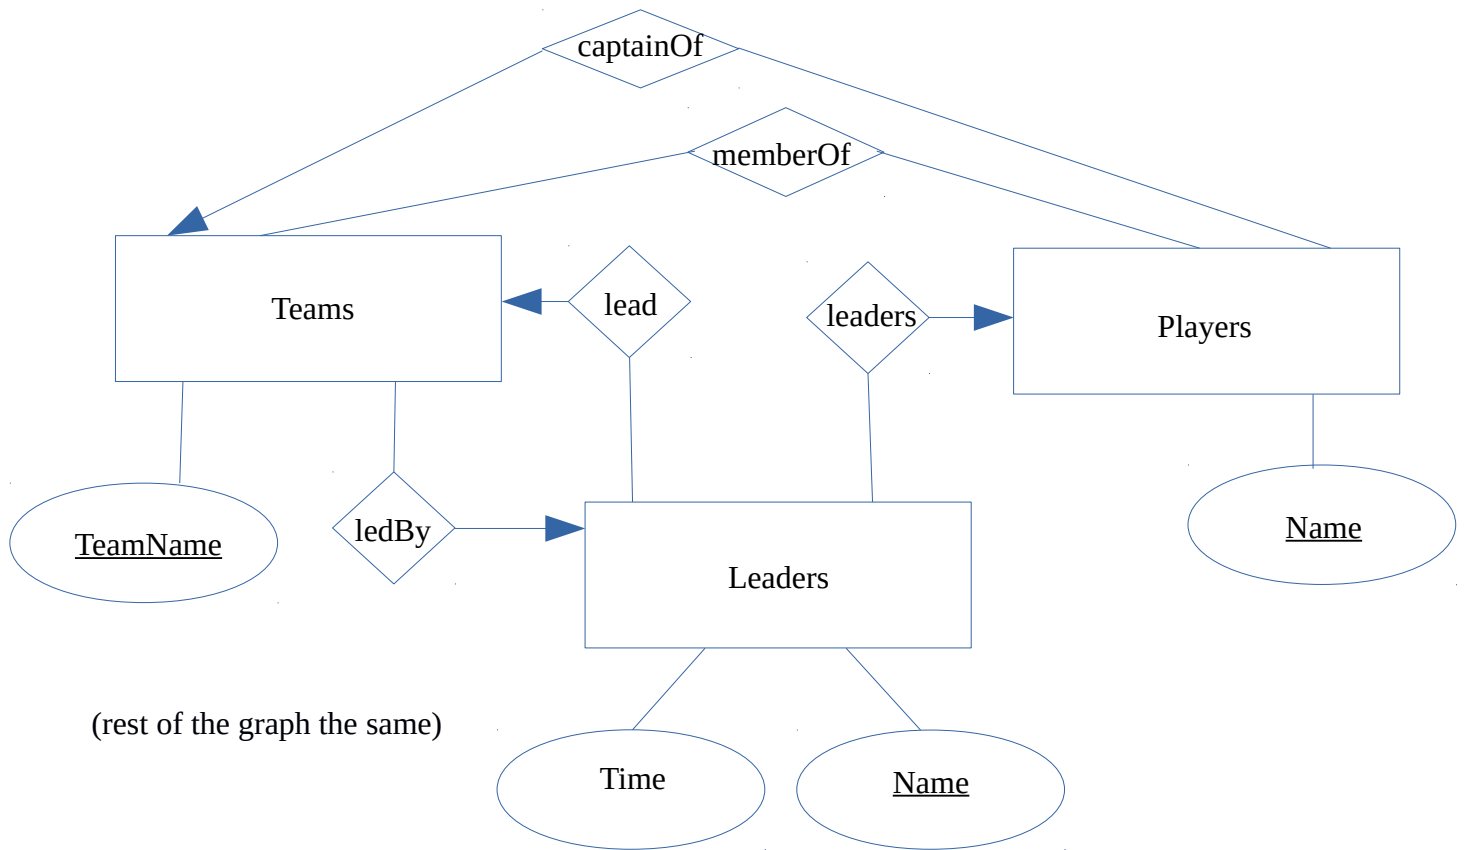 captainOf
memberOf
Teams
lead
leaders
Players
TeamName
ledBy
Leaders
Name
(rest of the graph the same)
Time
Name